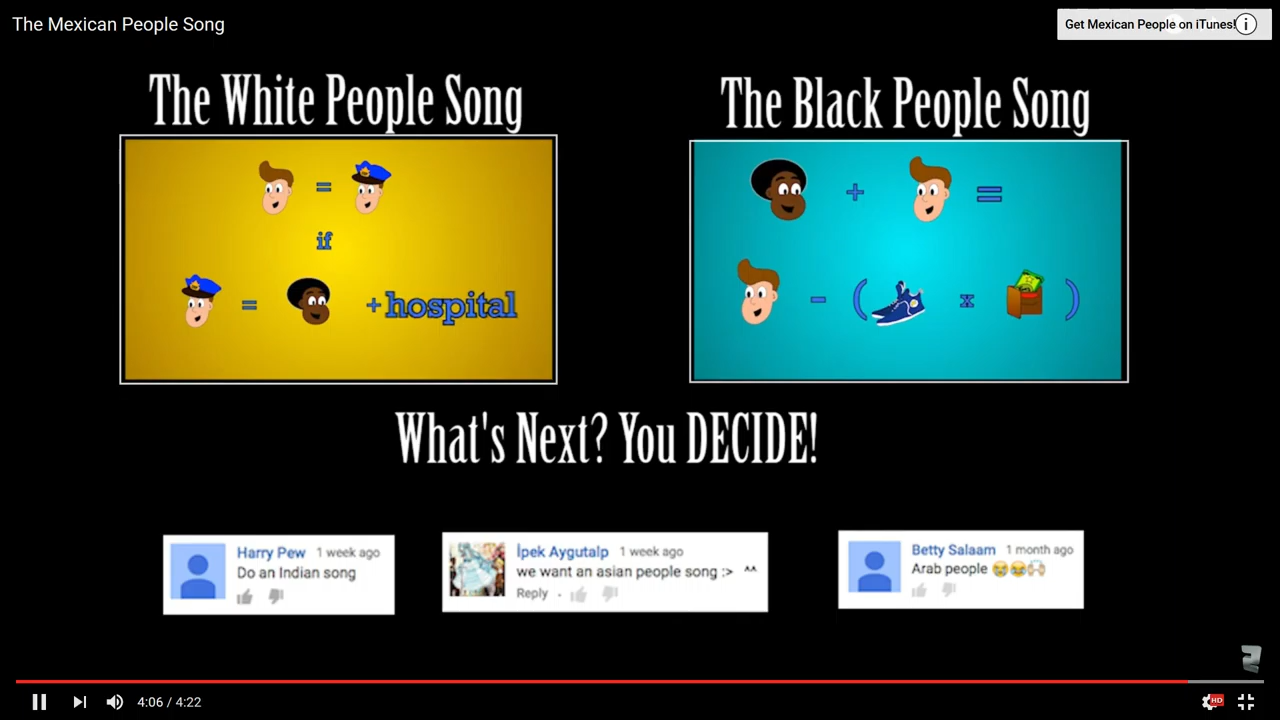 The Mexican People Song
Get Mexican People on iTunes!
The White People Song
The Black People Song
=
if
= + hospital
+ =
- ( x )
What's Next? You DECIDE!
Harry Pew 1 week ago
Do an Indian song
İpek Aygutalp 1 week ago
we want an asian people song :> ^^
Reply ·
Betty Salaam 1 month ago
Arab people 😭😂🙌🏻
4:06 / 4:22
HD